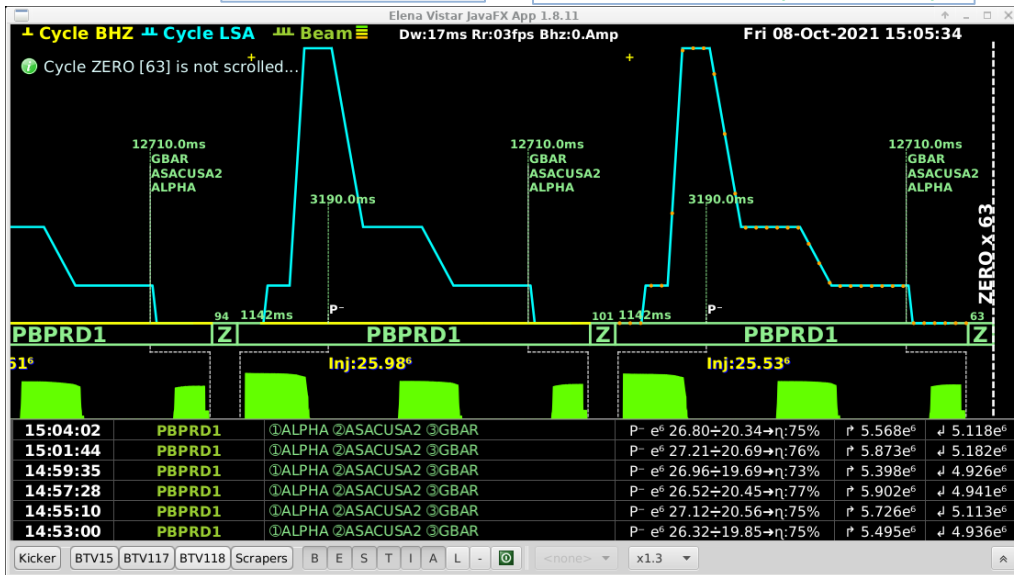 Elena Vistar JavaFX App 1.8.11
Cycle BHZ Cycle LSA Beam Dw:17ms Rr:03fps Bhz:0.Amp Fri 08-Oct-2021 15:05:34
Cycle ZERO [63] is not scrolled...
12710.0ms
GBAR
ASACUSA2
ALPHA
3190.0ms
12710.0ms
GBAR
ASACUSA2
ALPHA
3190.0ms
12710.0ms
GBAR
ASACUSA2
ALPHA
ZERO x 63
P⁻ P⁻
94 1142ms 101 1142ms 63
PBPRD1 Z PBPRD1 Z PBPRD1 Z
51⁶ Inj:25.98⁶ Inj:25.53⁶
15:04:02 PBPRD1 ①ALPHA ②ASACUSA2 ③GBAR P⁻ e⁶ 26.80÷20.34→η:75% ↱ 5.568e⁶ ↲ 5.118e⁶
15:01:44 PBPRD1 ①ALPHA ②ASACUSA2 ③GBAR P⁻ e⁶ 27.21÷20.69→η:76% ↱ 5.873e⁶ ↲ 5.182e⁶
14:59:35 PBPRD1 ①ALPHA ②ASACUSA2 ③GBAR P⁻ e⁶ 26.96÷19.69→η:73% ↱ 5.398e⁶ ↲ 4.926e⁶
14:57:28 PBPRD1 ①ALPHA ②ASACUSA2 ③GBAR P⁻ e⁶ 26.52÷20.45→η:77% ↱ 5.902e⁶ ↲ 4.941e⁶
14:55:10 PBPRD1 ①ALPHA ②ASACUSA2 ③GBAR P⁻ e⁶ 27.12÷20.56→η:75% ↱ 5.726e⁶ ↲ 5.113e⁶
14:53:00 PBPRD1 ①ALPHA ②ASACUSA2 ③GBAR P⁻ e⁶ 26.32÷19.85→η:75% ↱ 5.495e⁶ ↲ 4.936e⁶
Kicker BTV15 BTV117 BTV118 Scrapers B E S T I A L - <none> x1.3